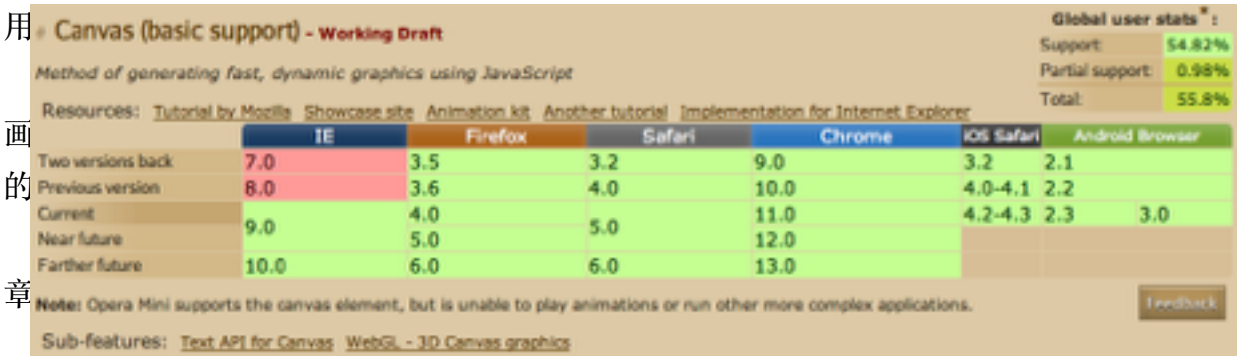 用
# Canvas (basic support) - Working Draft
Global user stats*:
Support: 54.82%
Partial support: 0.98%
Total: 55.8%
Method of generating fast, dynamic graphics using JavaScript
Resources: Tutorial by Mozilla Showcase site Animation kit Another tutorial Implementation for Internet Explorer
画
IE Firefox Safari Chrome iOS Safari Android Browser
Two versions back 7.0 3.5 3.2 9.0 3.2 2.1
的
Previous version 8.0 3.6 4.0 10.0 4.0-4.1 2.2
Current 9.0 4.0 5.0 11.0 4.2-4.3 2.3 3.0
Near future 5.0 12.0
Farther future 10.0 6.0 6.0 13.0
章
Note: Opera Mini supports the canvas element, but is unable to play animations or run other more complex applications.
Feedback
Sub-features: Text API for Canvas WebGL - 3D Canvas graphics